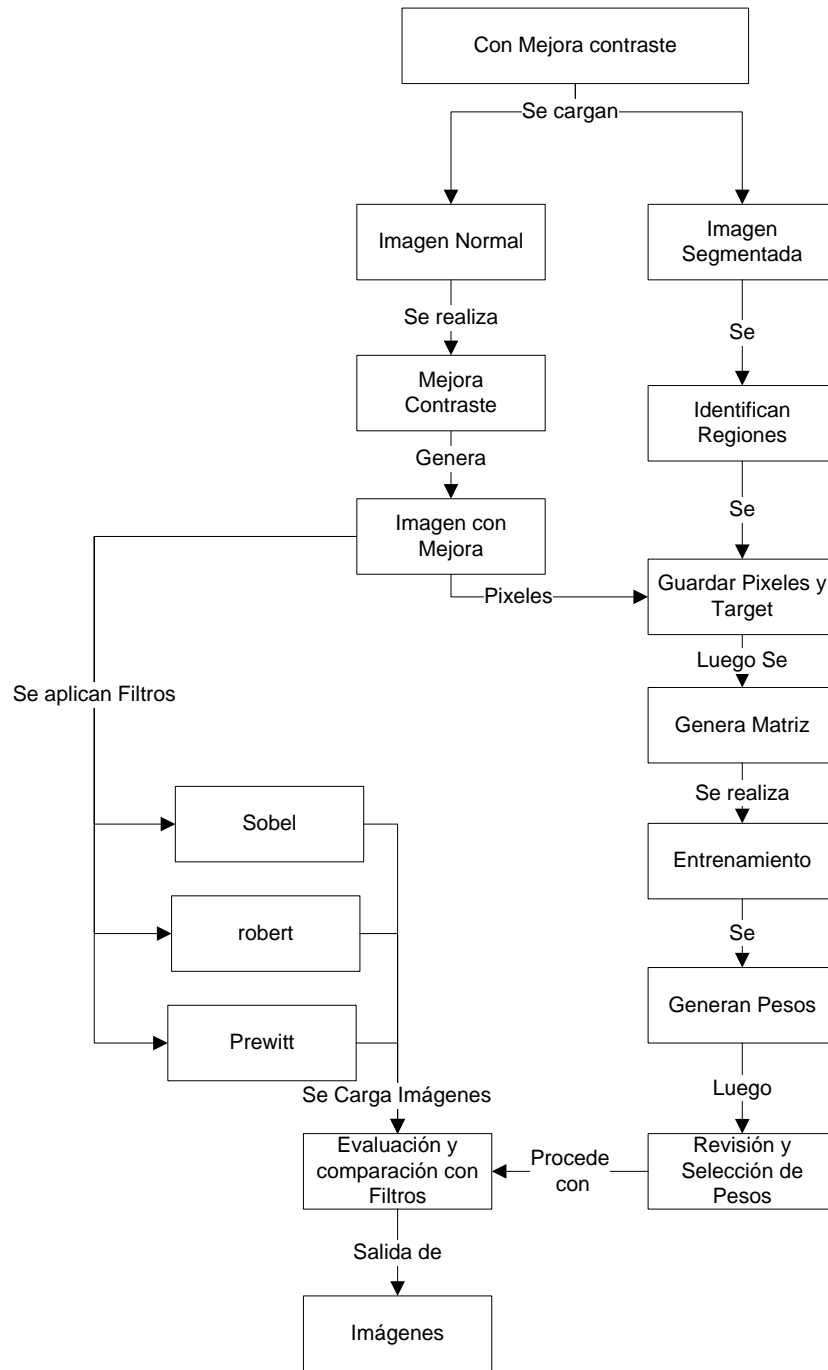 Con Mejora contraste
Se cargan
Imagen Normal
Imagen
Segmentada
Se realiza
Se
Mejora
Contraste
Identifican
Regiones
Genera
Se
Imagen con
Mejora
Pixeles
Guardar Pixeles y
Target
Luego Se
Se aplican Filtros
Genera Matriz
Se realiza
Sobel
Entrenamiento
robert
Se
Generan Pesos
Prewitt
Luego
Se Carga Imágenes
Evaluación y
comparación con
Filtros
Procede
con
Revisión y
Selección de
Pesos
Salida de
Imágenes